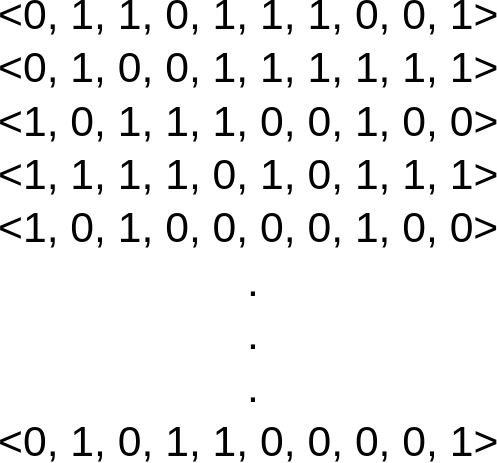 <0, 1, 1, 0, 1, 1, 1, 0, 0, 1>
<0, 1, 0, 0, 1, 1, 1, 1, 1, 1>
<1, 0, 1, 1, 1, 0, 0, 1, 0, 0>
<1, 1, 1, 1, 0, 1, 0, 1, 1, 1>
<1, 0, 1, 0, 0, 0, 0, 1, 0, 0>
.
.
.
<0, 1, 0, 1, 1, 0, 0, 0, 0, 1>